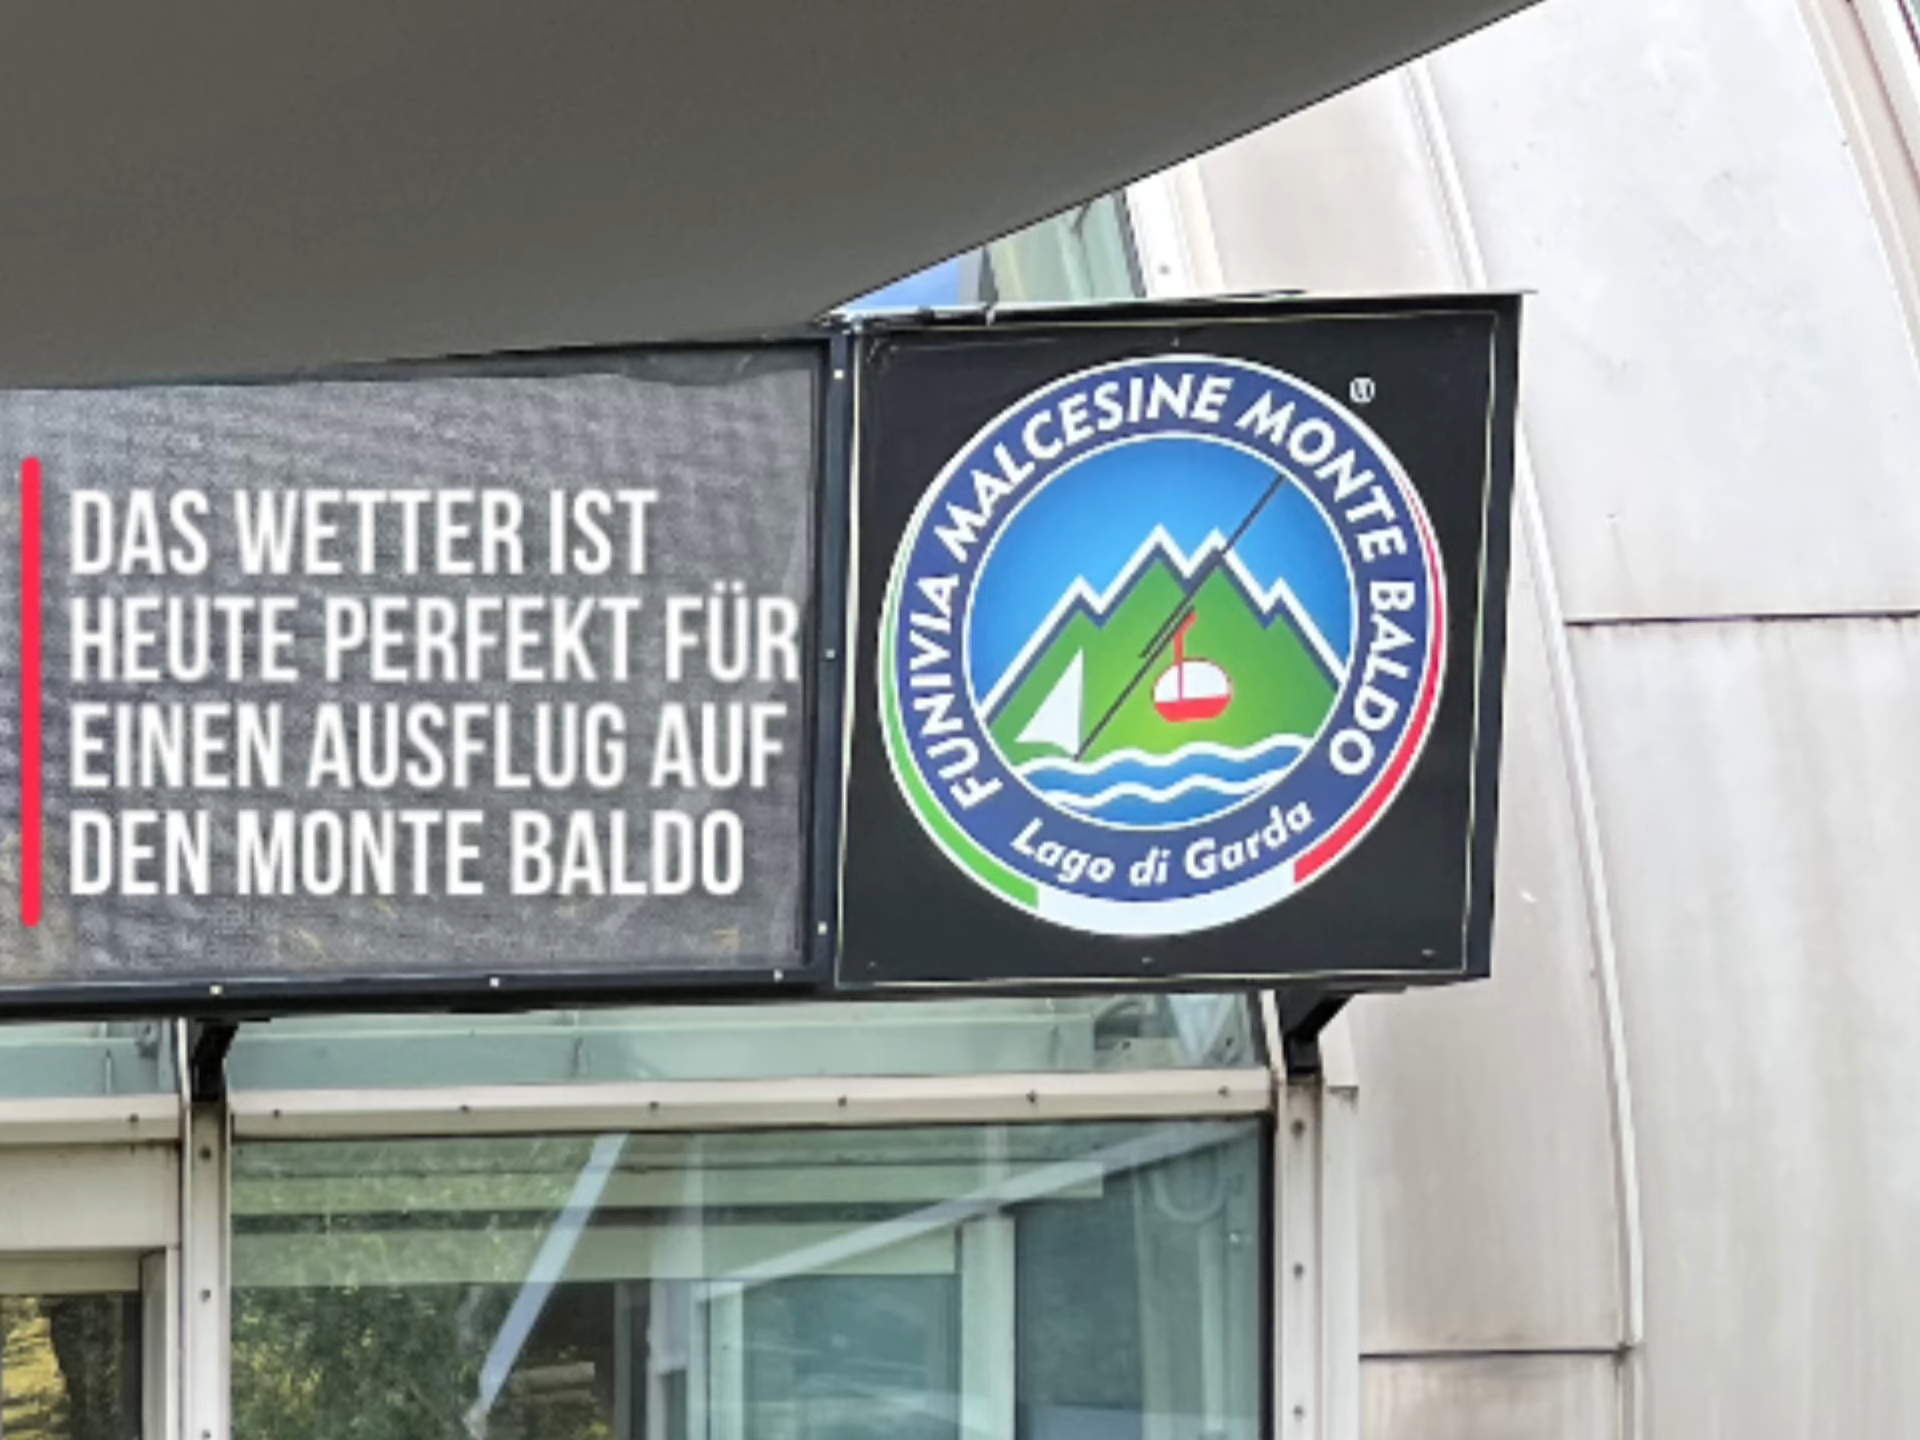 DAS WETTER IST
HEUTE PERFEKT FÜR
EINEN AUSFLUG AUF
DEN MONTE BALDO
FUNIVIA MALCESINE MONTE BALDO
®
Lago di Garda